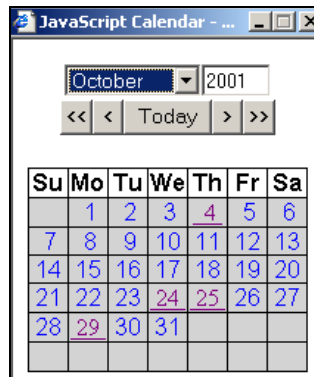 JavaScript Calendar - ...
October 2001
<< < Today > >>
Su Mo Tu We Th Fr Sa
1 2 3 4 5 6
7 8 9 10 11 12 13
14 15 16 17 18 19 20
21 22 23 24 25 26 27
28 29 30 31